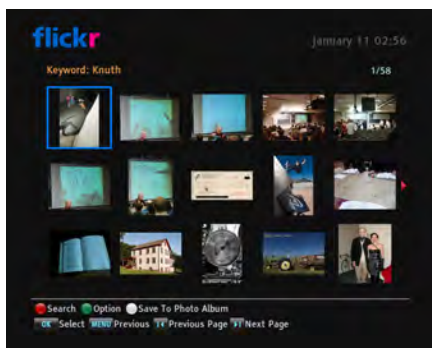 flickr
Janmary 11 02:56
Keyword: Knuth
1/58
Search Option Save To Photo Album
OK Select MENU Previous Previous Page Next Page